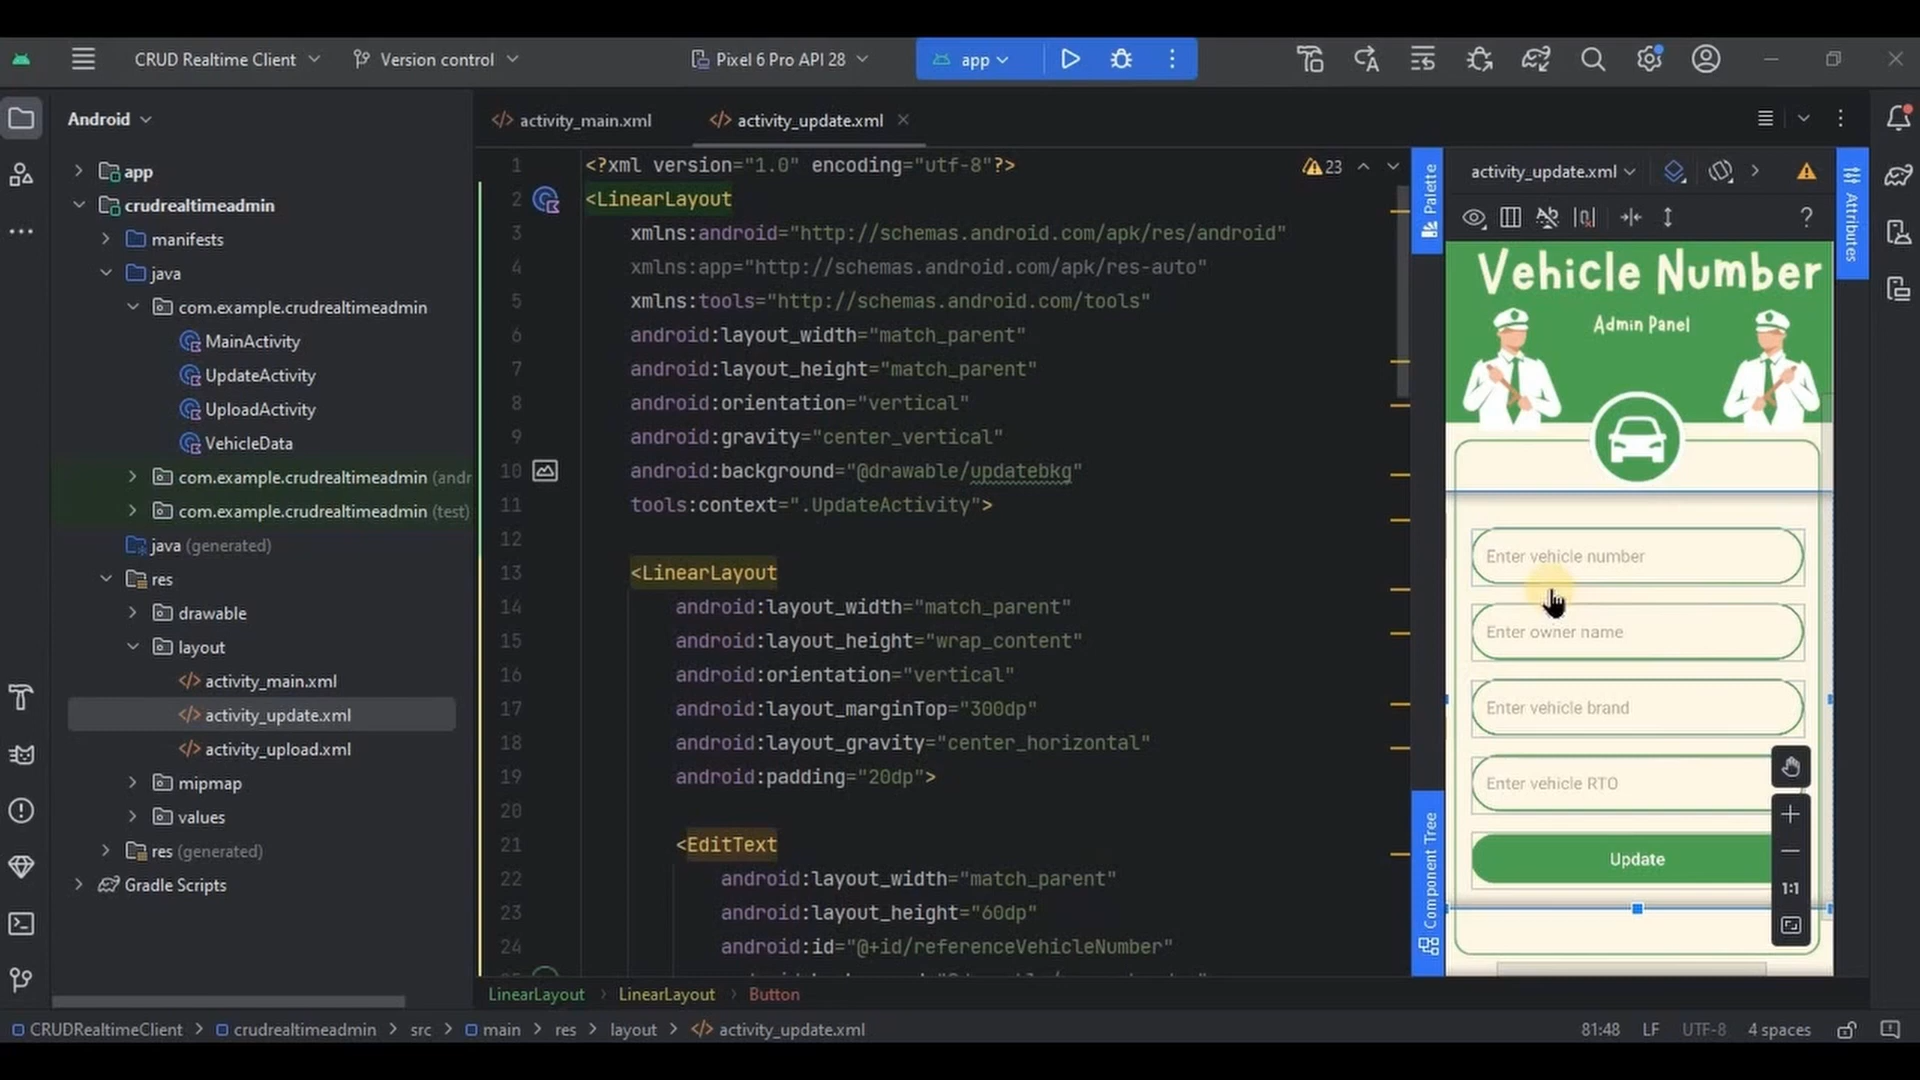 CRUD Realtime Client
Version control
Pixel 6 Pro API 28
app
Android
app
crudrealtimeadmin
manifests
java
com.example.crudrealtimeadmin
MainActivity
UpdateActivity
UploadActivity
VehicleData
com.example.crudrealtimeadmin (andr
com.example.crudrealtimeadmin (test)
java (generated)
res
drawable
layout
activity_main.xml
activity_update.xml
activity_upload.xml
mipmap
values
res (generated)
Gradle Scripts
activity_main.xml
activity_update.xml
1 <?xml version="1.0" encoding="utf-8"?>
2 <LinearLayout
3 xmlns:android="http://schemas.android.com/apk/res/android"
4 xmlns:app="http://schemas.android.com/apk/res-auto"
5 xmlns:tools="http://schemas.android.com/tools"
6 android:layout_width="match_parent"
7 android:layout_height="match_parent"
8 android:orientation="vertical"
9 android:gravity="center_vertical"
10 android:background="@drawable/updatebkg"
11 tools:context=".UpdateActivity">
12
13 <LinearLayout
14 android:layout_width="match_parent"
15 android:layout_height="wrap_content"
16 android:orientation="vertical"
17 android:layout_marginTop="300dp"
18 android:layout_gravity="center_horizontal"
19 android:padding="20dp">
20
21 <EditText
22 android:layout_width="match_parent"
23 android:layout_height="60dp"
24 android:id="@+id/referenceVehicleNumber"
23
Palette
Component Tree
activity_update.xml
Attributes
Vehicle Number
Admin Panel
Enter vehicle number
Enter owner name
Enter vehicle brand
Enter vehicle RTO
Update
1:1
LinearLayout
LinearLayout
Button
CRUDRealtimeClient
crudrealtimeadmin
src
main
res
layout
activity_update.xml
81:48
LF
UTF-8
4 spaces